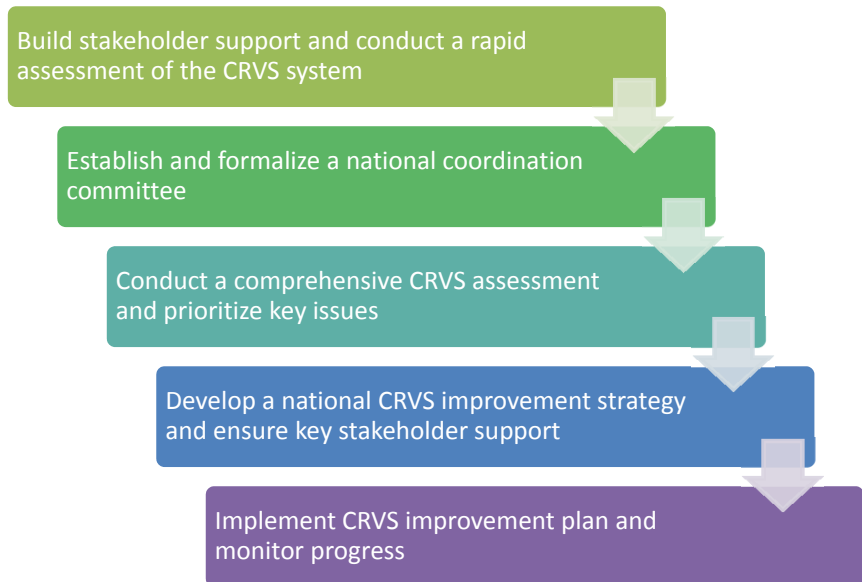 Build stakeholder support and conduct a rapid
assessment of the CRVS system
Establish and formalize a national coordination
committee
Conduct a comprehensive CRVS assessment
and prioritize key issues
Develop a national CRVS improvement strategy
and ensure key stakeholder support
Implement CRVS improvement plan and
monitor progress